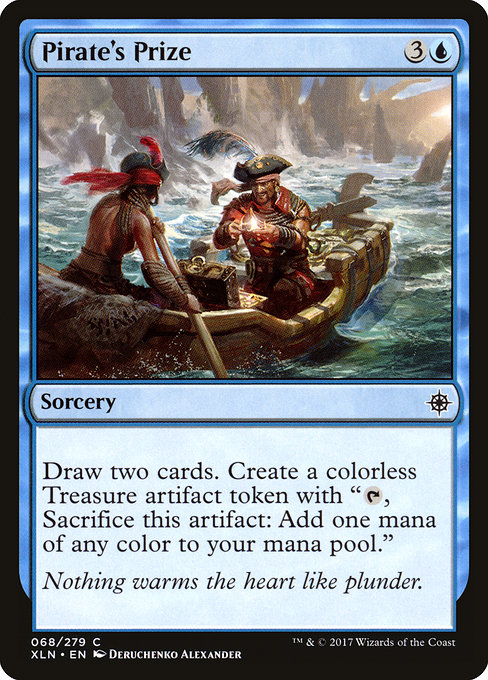 Pirate's Prize 3
Sorcery
Draw two cards. Create a colorless
Treasure artifact token with “,
Sacrifice this artifact: Add one mana
of any color to your mana pool.”
Nothing warms the heart like plunder.
068/279 C
XLN • EN Deruchenko Alexander
™ & © 2017 Wizards of the Coast